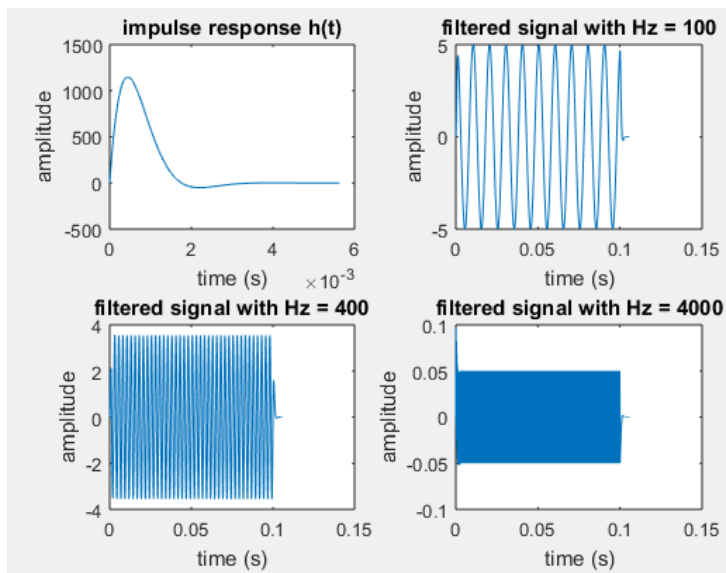 impulse response h(t)
1500
1000
500
0
-500
amplitude
0
2
4
6
time (s)
×10-3
filtered signal with Hz = 100
5
0
-5
amplitude
0
0.05
0.1
0.15
time (s)
filtered signal with Hz = 400
4
2
0
-2
-4
amplitude
0
0.05
0.1
0.15
time (s)
filtered signal with Hz = 4000
0.1
0.05
0
-0.05
-0.1
amplitude
0
0.05
0.1
0.15
time (s)